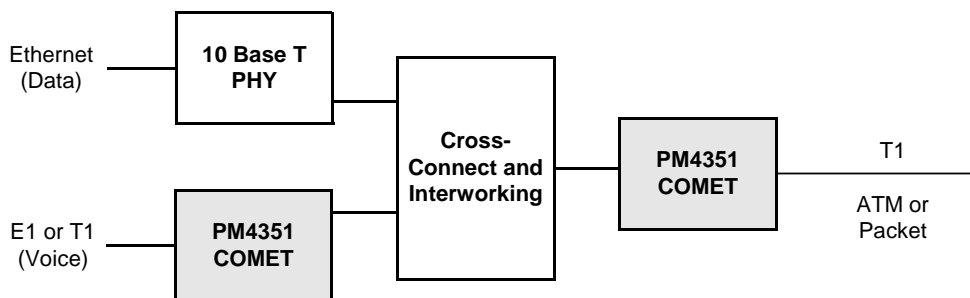 Ethernet
(Data)
10 Base T
PHY
E1 or T1
(Voice)
PM4351
COMET
Cross-
Connect and
Interworking
PM4351
COMET
T1
ATM or
Packet